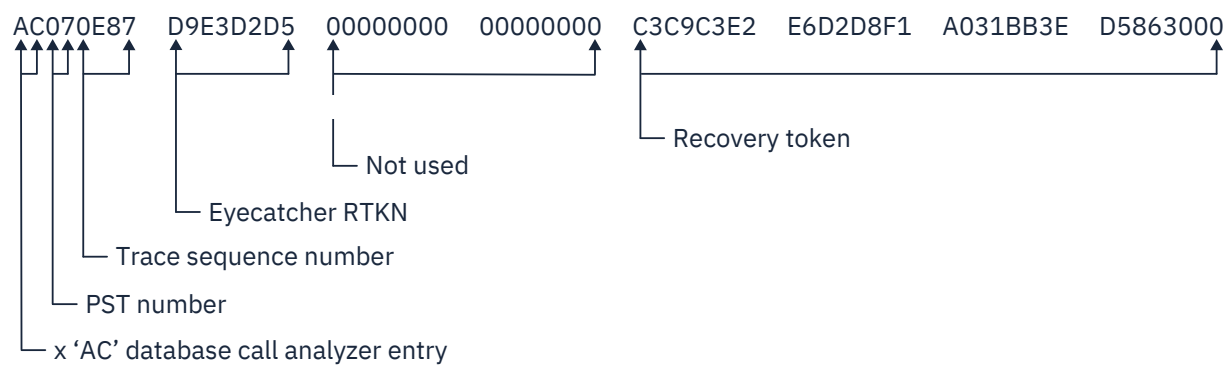 AC070E87 D9E3D2D5 00000000 00000000 C3C9C3E2 E6D2D8F1 A031BB3E D5863000
Recovery token
Not used
Eyecatcher RTKN
Trace sequence number
PST number
x ‘AC’ database call analyzer entry